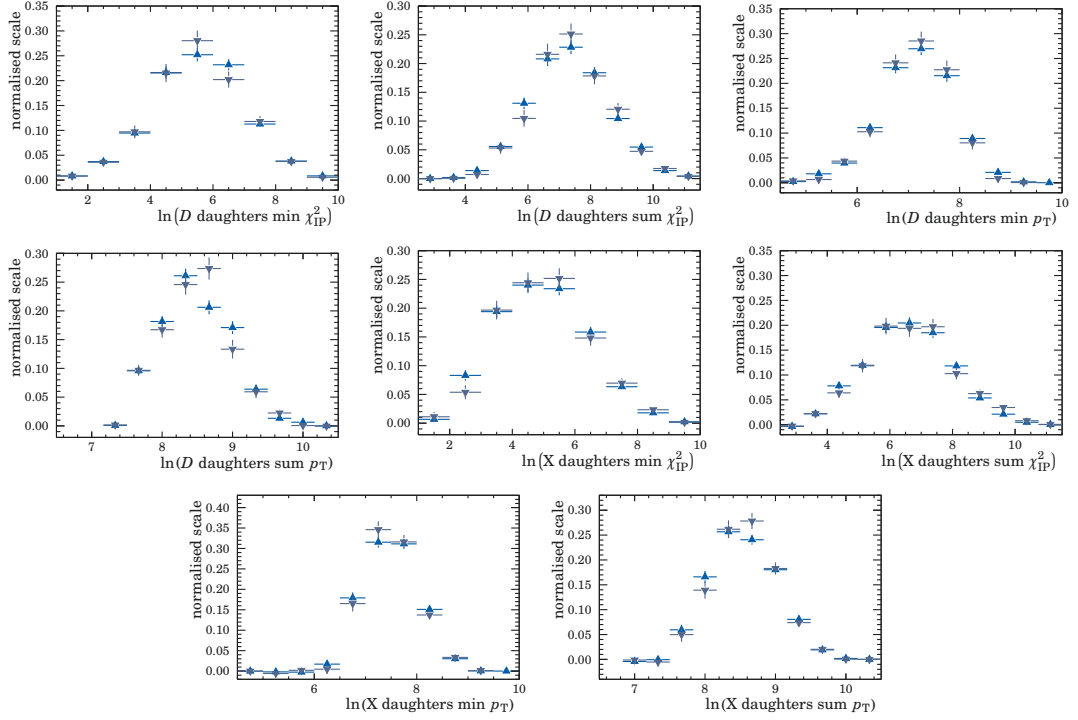 normalised scale
0.35
0.30
0.25
0.20
0.15
0.10
0.05
0.00
2 4 6 8 10
ln(D daughters min χ²_IP)
normalised scale
0.30
0.25
0.20
0.15
0.10
0.05
0.00
4 6 8 10
ln(D daughters sum χ²_IP)
normalised scale
0.35
0.30
0.25
0.20
0.15
0.10
0.05
0.00
6 8 10
ln(D daughters min p_T)
normalised scale
0.30
0.25
0.20
0.15
0.10
0.05
0.00
7 8 9 10
ln(D daughters sum p_T)
normalised scale
0.30
0.25
0.20
0.15
0.10
0.05
0.00
2 4 6 8 10
ln(X daughters min χ²_IP)
normalised scale
0.35
0.30
0.25
0.20
0.15
0.10
0.05
0.00
4 6 8 10
ln(X daughters sum χ²_IP)
normalised scale
0.40
0.35
0.30
0.25
0.20
0.15
0.10
0.05
0.00
6 8 10
ln(X daughters min p_T)
normalised scale
0.30
0.25
0.20
0.15
0.10
0.05
0.00
7 8 9 10
ln(X daughters sum p_T)